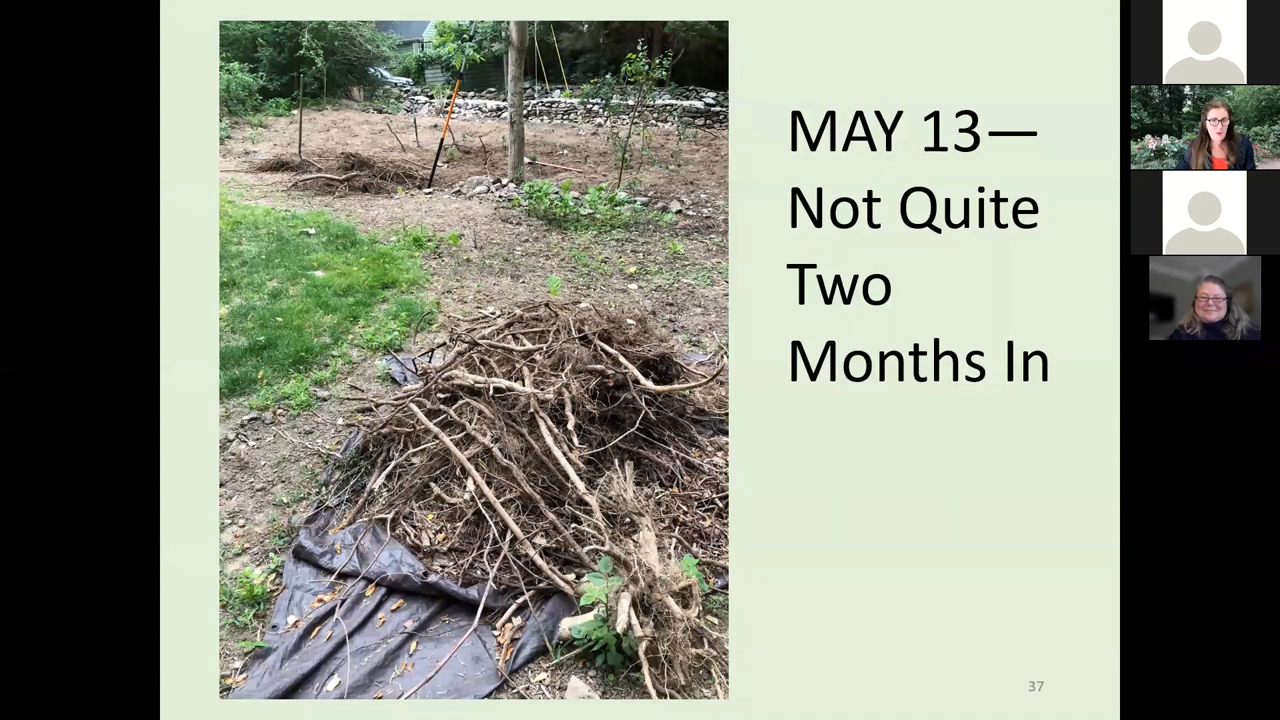 MAY 13—
Not Quite
Two
Months In
37